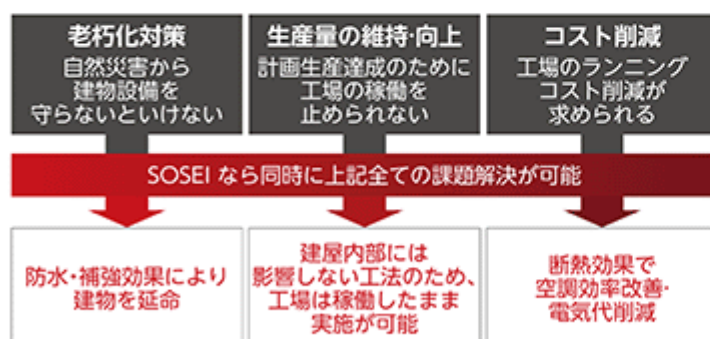 老朽化対策
自然災害から
建物設備を
守らないといけない
生産量の維持・向上
計画生産達成のために
工場の稼働を
止められない
コスト削減
工場のランニング
コスト削減が
求められる
SOSEI なら同時に上記全ての課題解決が可能
防水・補強効果により
建物を延命
建屋内部には
影響しない工法のため、
工場は稼働したまま
実施が可能
断熱効果で
空調効率改善・
電気代削減